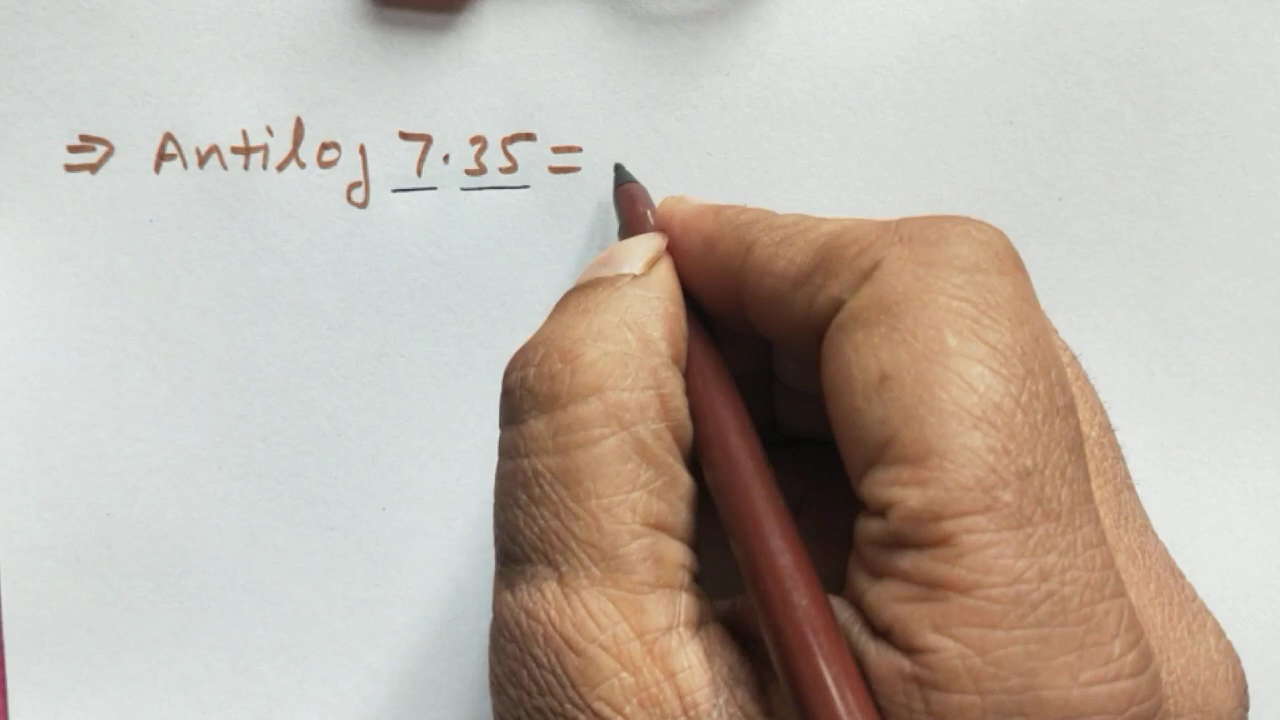 ⇒ Antilog 7.35 =